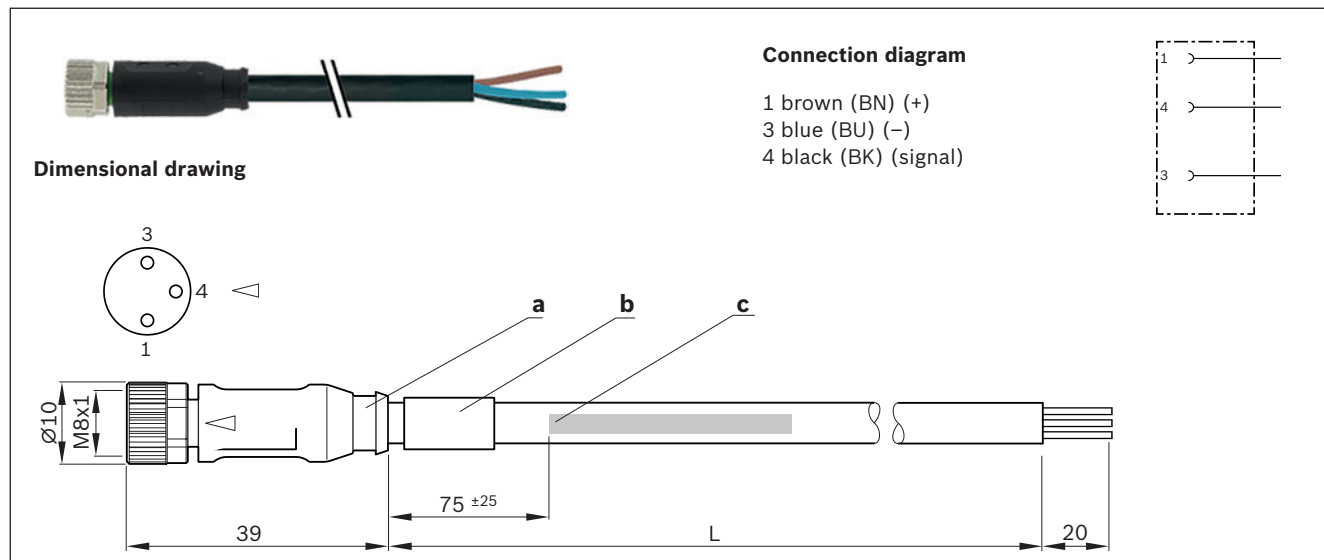 Connection diagram
1 brown (BN) (+)
3 blue (BU) (–)
4 black (BK) (signal)
1
4
3
Dimensional drawing
3
4
1
a
b
c
Ø10
M8x1
75 ±25
39
L
20